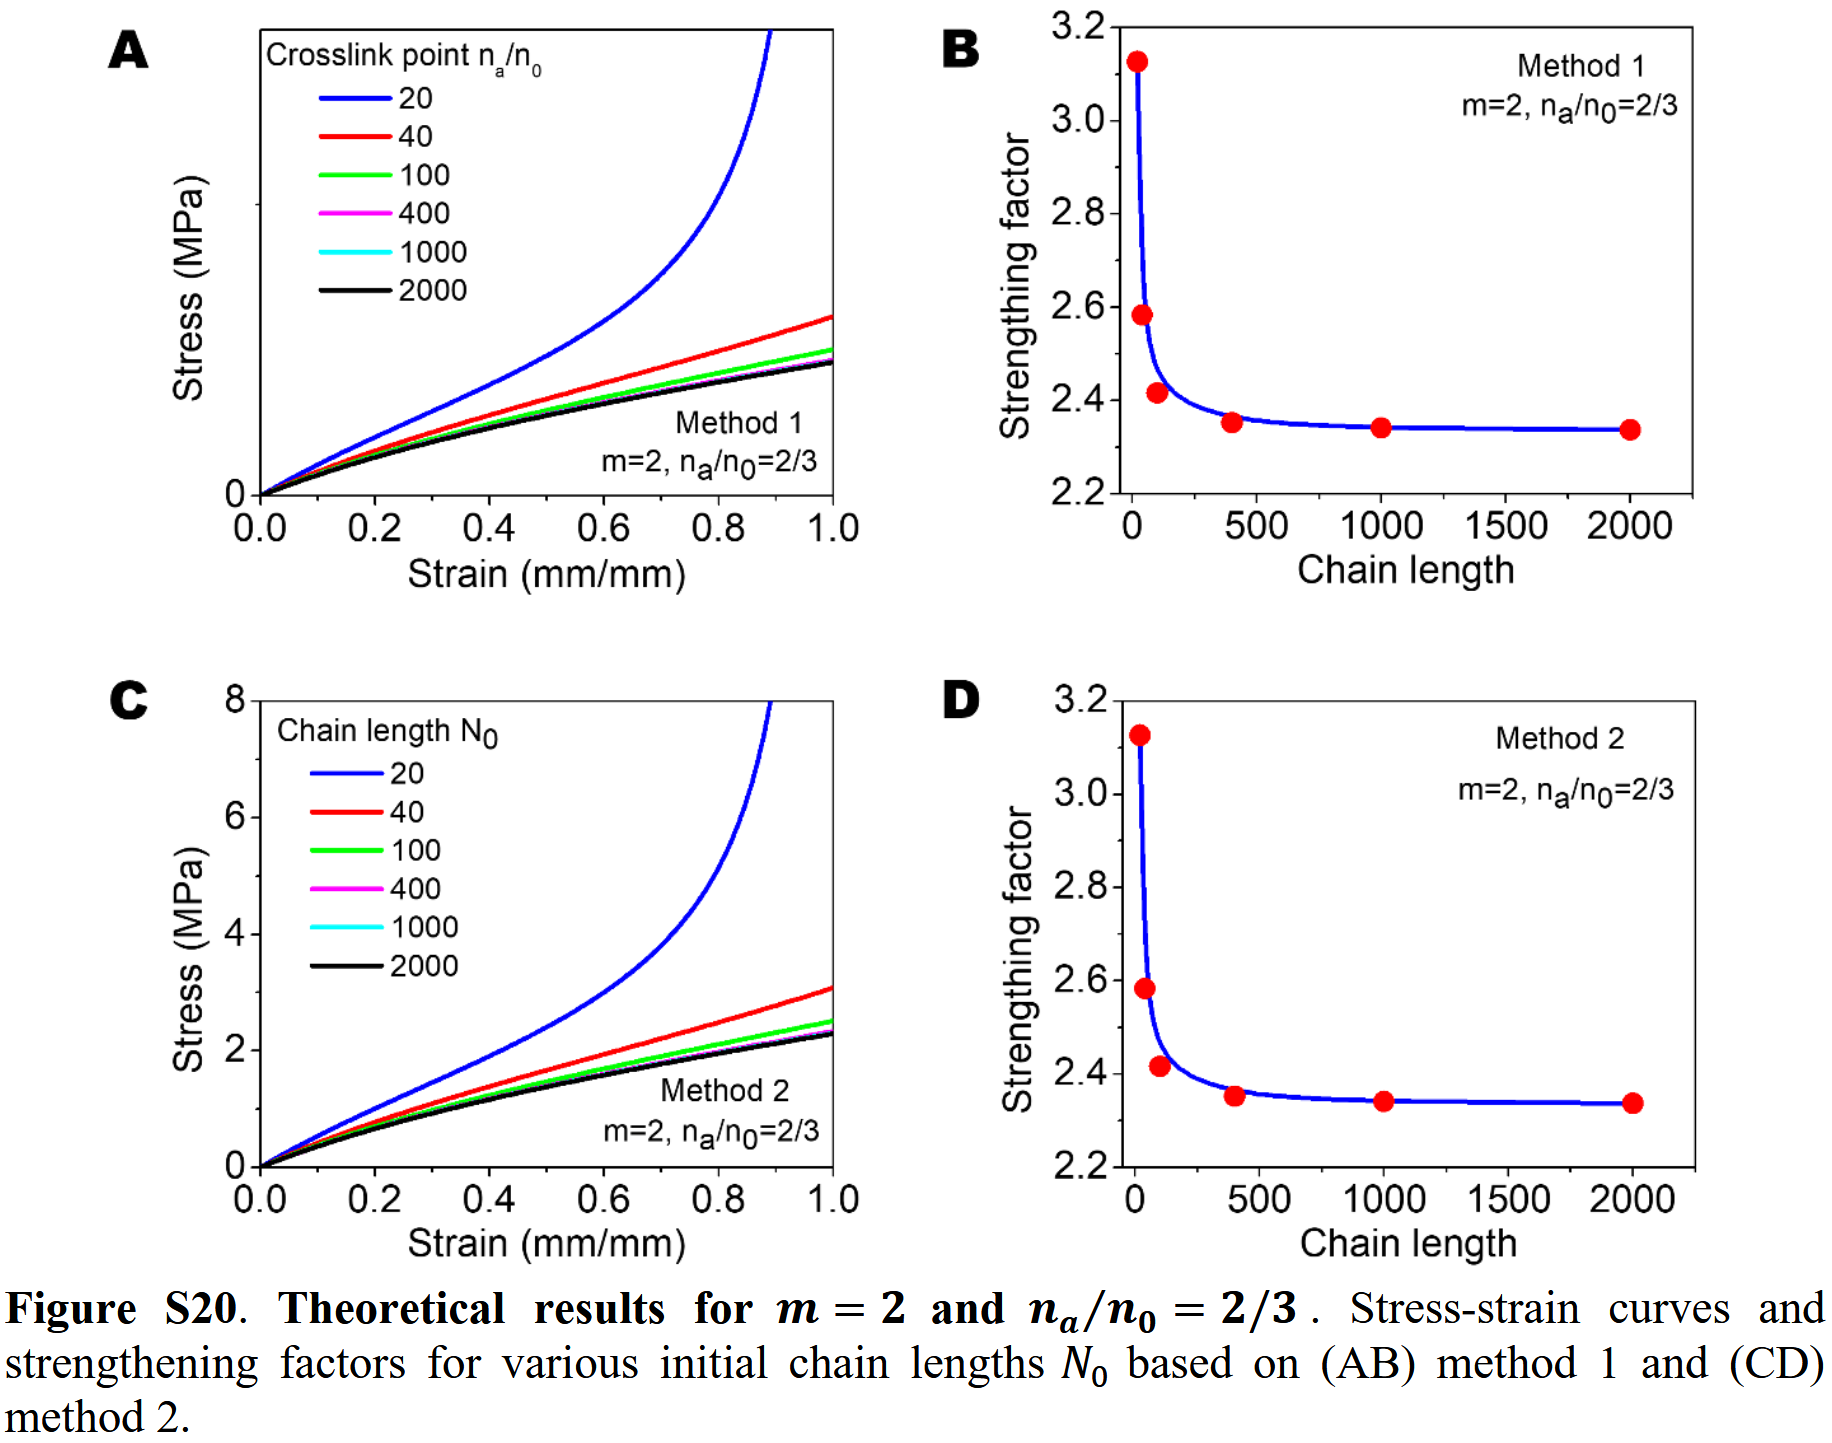 A
Crosslink point nₐ/n₀
20
40
100
400
1000
2000
Stress (MPa)
0
Method 1
m=2, nₐ/n₀=2/3
0.0 0.2 0.4 0.6 0.8 1.0
Strain (mm/mm)
B
3.2
3.0
2.8
2.6
2.4
2.2
Strengthing factor
Method 1
m=2, nₐ/n₀=2/3
0 500 1000 1500 2000
Chain length
C
8
6
4
2
0
Stress (MPa)
Chain length N₀
20
40
100
400
1000
2000
Method 2
m=2, nₐ/n₀=2/3
0.0 0.2 0.4 0.6 0.8 1.0
Strain (mm/mm)
D
3.2
3.0
2.8
2.6
2.4
2.2
Strengthing factor
Method 2
m=2, nₐ/n₀=2/3
0 500 1000 1500 2000
Chain length
Figure S20. Theoretical results for m = 2 and nₐ/n₀ = 2/3 . Stress-strain curves and
strengthening factors for various initial chain lengths N₀ based on (AB) method 1 and (CD)
method 2.